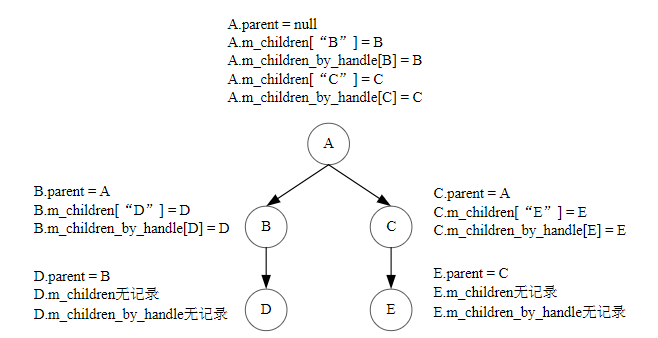 A.parent = null
A.m_children[“B”] = B
A.m_children_by_handle[B] = B
A.m_children[“C”] = C
A.m_children_by_handle[C] = C
A
B.parent = A
B.m_children[“D”] = D
B.m_children_by_handle[D] = D
B
C
C.parent = A
C.m_children[“E”] = E
C.m_children_by_handle[E] = E
D.parent = B
D.m_children无记录
D.m_children_by_handle无记录
D
E
E.parent = C
E.m_children无记录
E.m_children_by_handle无记录